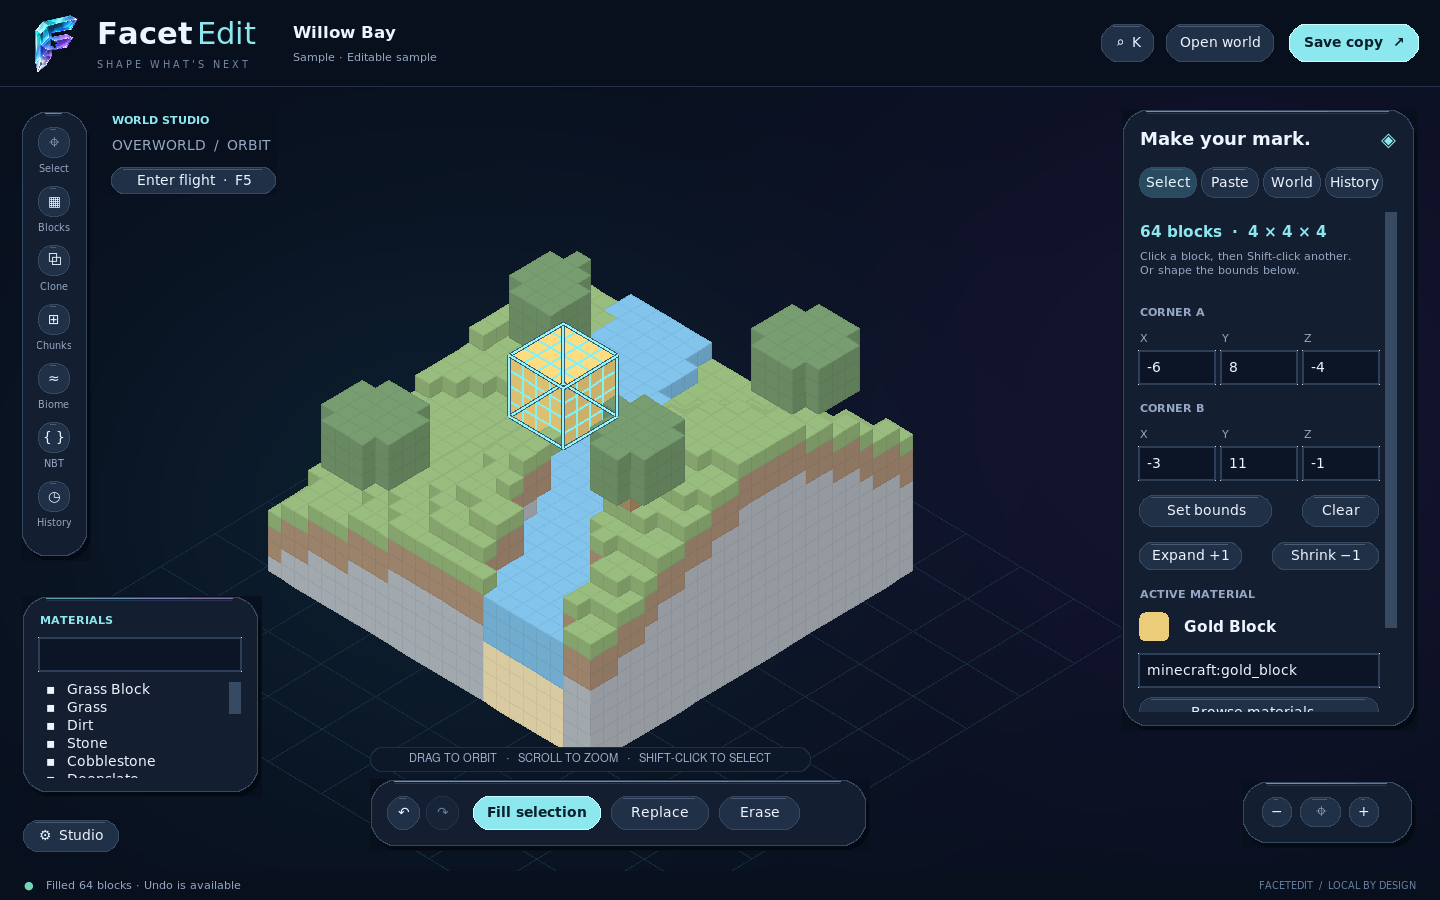 FacetEdit
SHAPE WHAT'S NEXT
Willow Bay
Sample · Editable sample
⌕ K
Open world
Save copy ↗
Select
Blocks
Clone
Chunks
Biome
{ }
NBT
History
WORLD STUDIO
OVERWORLD / ORBIT
Enter flight · F5
MATERIALS
Grass Block
Grass
Dirt
Stone
Cobblestone
Deepslate
⚙ Studio
DRAG TO ORBIT · SCROLL TO ZOOM · SHIFT-CLICK TO SELECT
↶ ↷ Fill selection Replace Erase
Make your mark.
Select Paste World History
64 blocks · 4 × 4 × 4
Click a block, then Shift-click another.
Or shape the bounds below.
CORNER A
X Y Z
-6 8 -4
CORNER B
X Y Z
-3 11 -1
Set bounds Clear
Expand +1 Shrink −1
ACTIVE MATERIAL
Gold Block
minecraft:gold_block
Browse materials
− +
Filled 64 blocks · Undo is available
FACETEDIT / LOCAL BY DESIGN